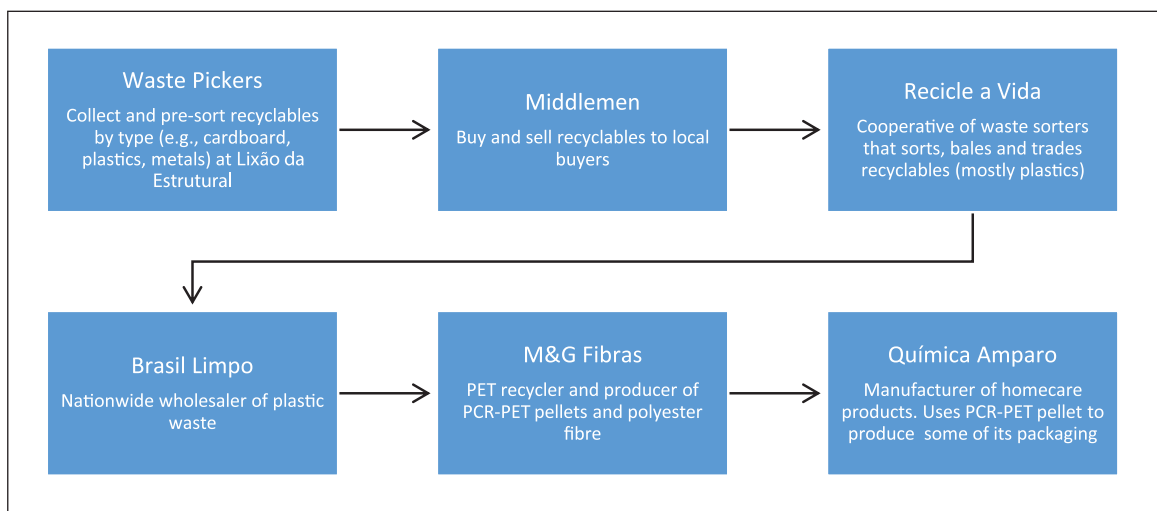 Waste Pickers
Collect and pre-sort recyclables
by type (e.g., cardboard,
plastics, metals) at Lixão da
Estrutural
Middlemen
Buy and sell recyclables to local
buyers
Recicle a Vida
Cooperative of waste sorters
that sorts, bales and trades
recyclables (mostly plastics)
Brasil Limpo
Nationwide wholesaler of plastic
waste
M&G Fibras
PET recycler and producer of
PCR-PET pellets and polyester
fibre
Química Amparo
Manufacturer of homecare
products. Uses PCR-PET pellet to
produce some of its packaging